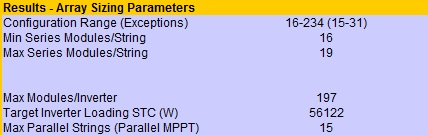 Results - Array Sizing Parameters
Configuration Range (Exceptions) 16-234 (15-31)
Min Series Modules/String 16
Max Series Modules/String 19
Max Modules/Inverter 197
Target Inverter Loading STC (W) 56122
Max Parallel Strings (Parallel MPPT) 15